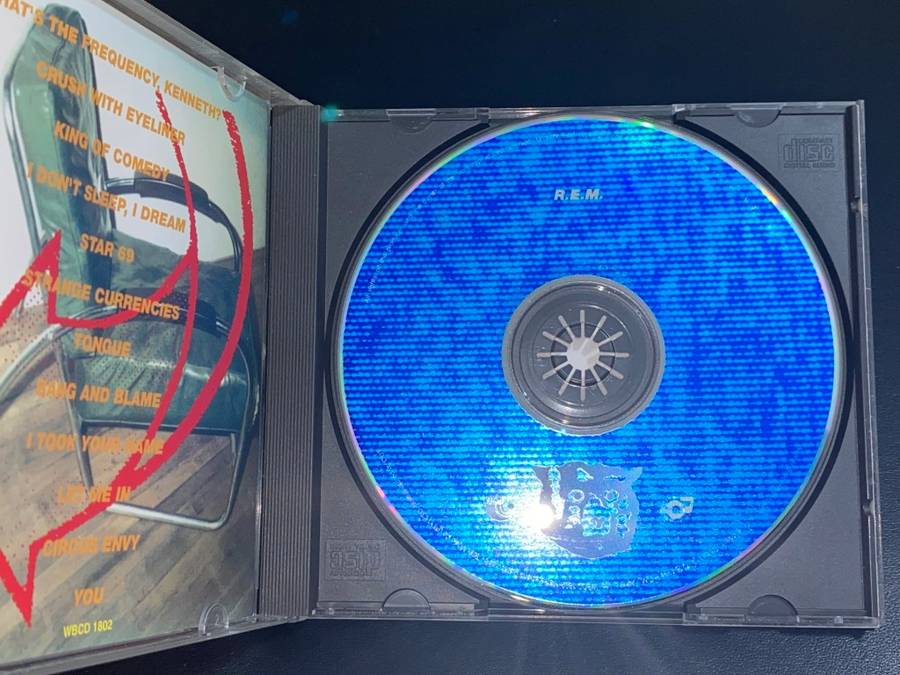 HAT'S THE FREQUENCY, KENNETH?
CRUSH WITH EYELINER
KING OF COMEDY
I DON'T SLEEP, I DREAM
STAR 69
STRANGE CURRENCIES
TONGUE
BANG AND BLAME
I TOOK YOUR NAME
LET ME IN
CIRCUS ENVY
YOU
WBCD 1802
R.E.M.
COMPACT
disc
DIGITAL AUDIO